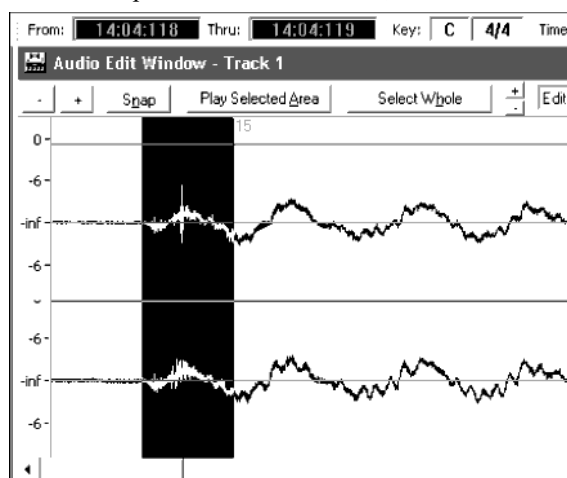 From: 14:04:118 Thru: 14:04:119 Key: C 4/4 Time
Audio Edit Window - Track 1
- + Snap Play Selected Area Select Whole + - Edit
15
0
-6
-inf
-6
-6
-inf
-6